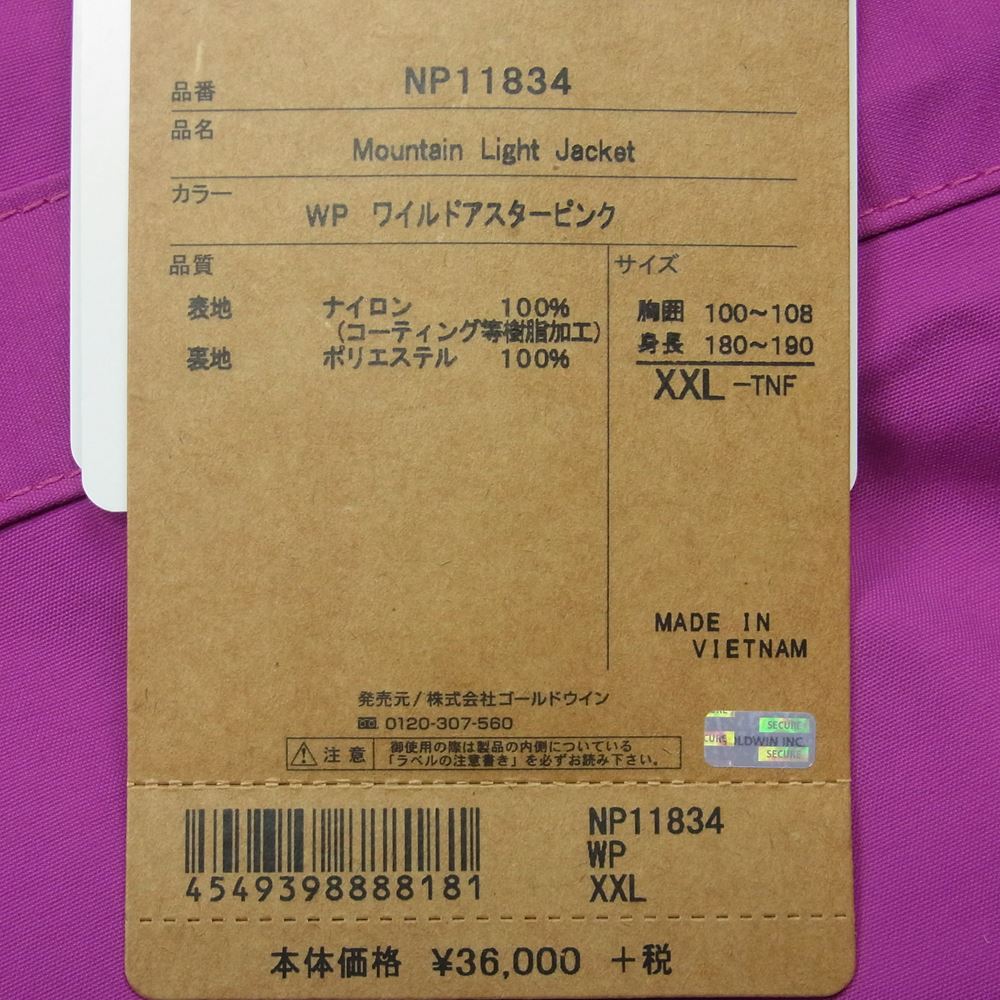 品番 NP11834
品名
Mountain Light Jacket
カラー
WP ワイルドアスターピンク
品質
表地 ナイロン 100%
(コーティング等樹脂加工)
裏地 ポリエステル 100%
サイズ
胸囲 100~108
身長 180~190
XXL -TNF
MADE IN
VIETNAM
発売元/株式会社ゴールドウイン
0120-307-560
注意
御使用の際は製品の内側についている
「ラベルの注意書き」を必ずお読み下さい。
SECURE
OLDWIN INC.
SECURE
4549398888181
NP11834
WP
XXL
本体価格 ¥36,000 +税